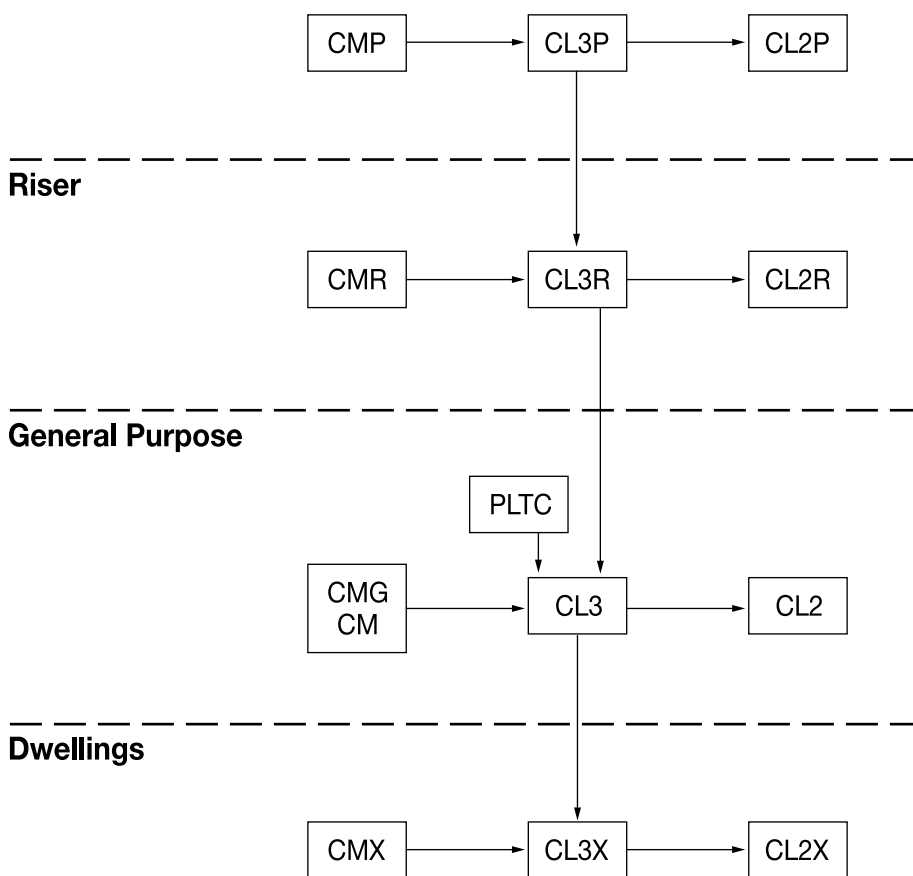 CMP
CL3P
CL2P
Riser
CMR
CL3R
CL2R
General Purpose
PLTC
CMG
CM
CL3
CL2
Dwellings
CMX
CL3X
CL2X